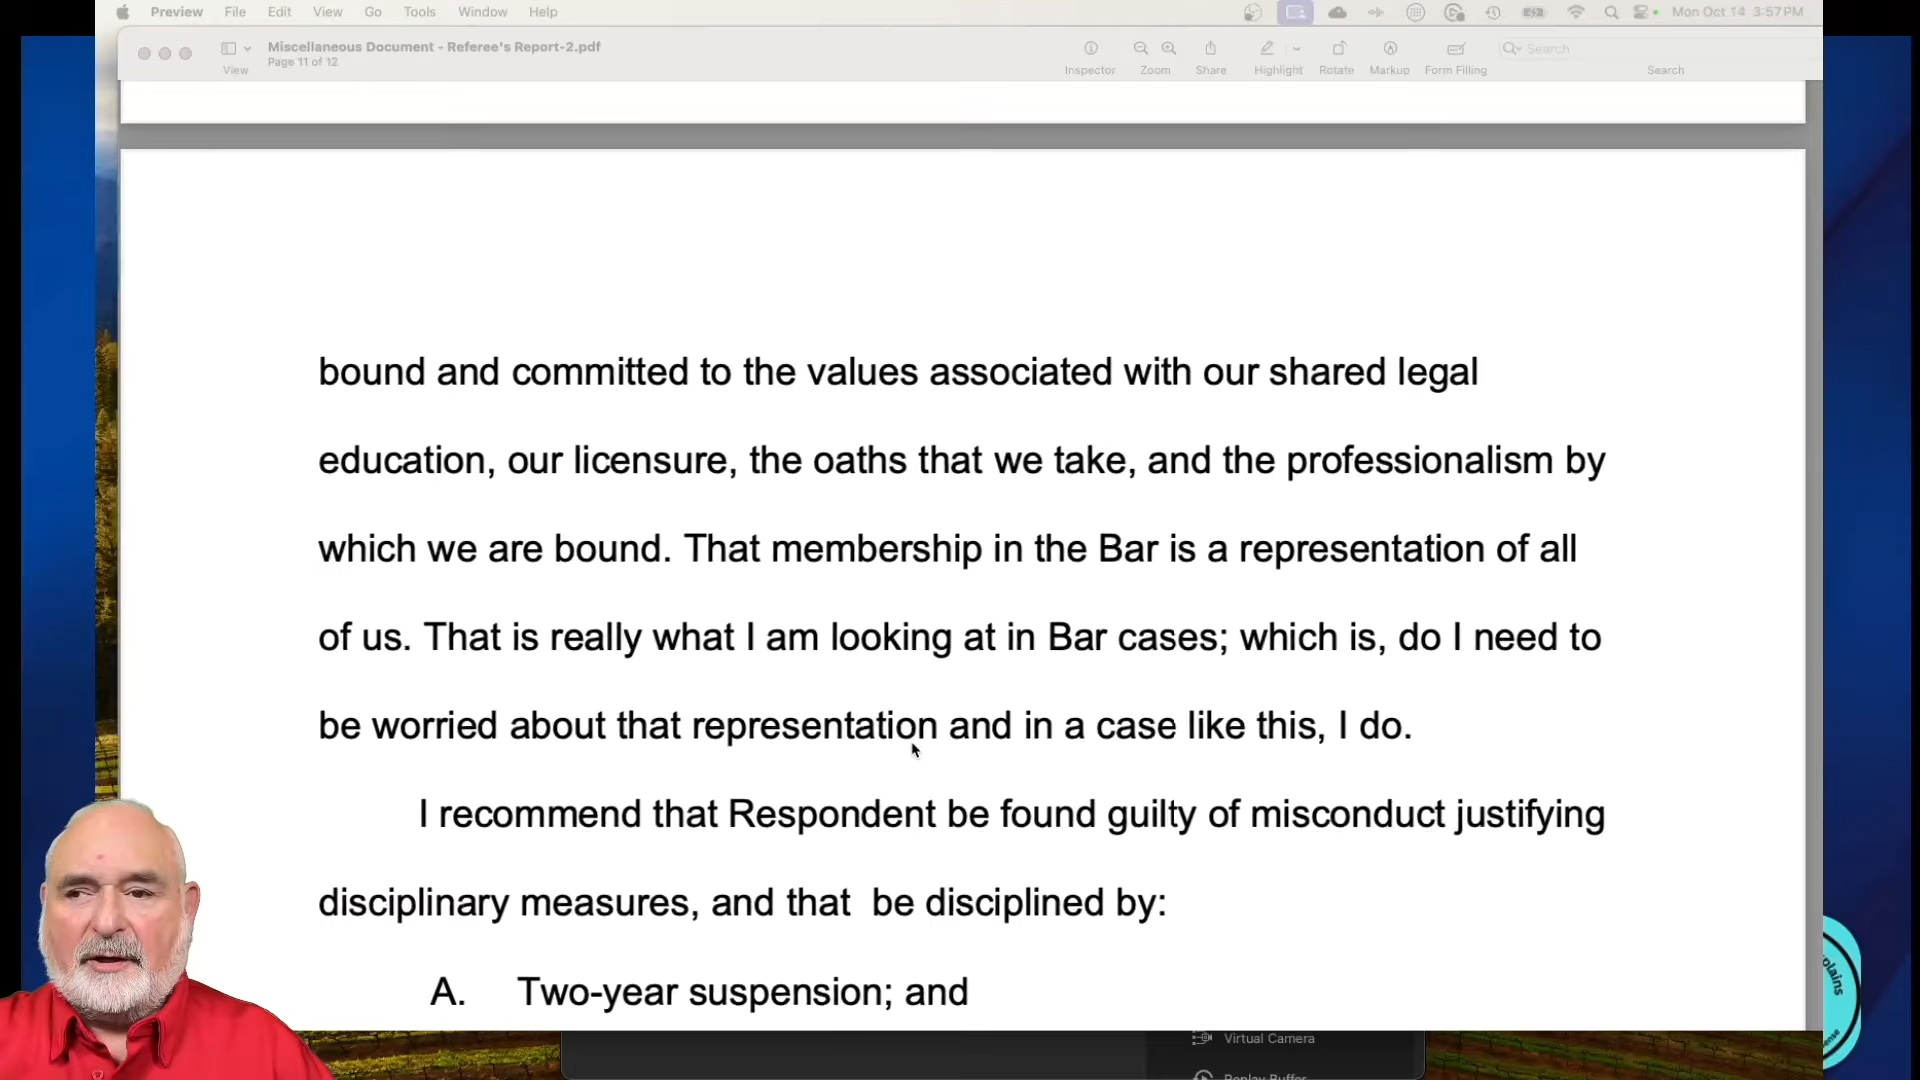 Preview File Edit View Go Tools Window Help Mon Oct 14 3:57 PM
Miscellaneous Document - Referee's Report-2.pdf
Page 11 of 12
Search
View Inspector Zoom Share Highlight Rotate Markup Form Filling Search
bound and committed to the values associated with our shared legal
education, our licensure, the oaths that we take, and the professionalism by
which we are bound. That membership in the Bar is a representation of all
of us. That is really what I am looking at in Bar cases; which is, do I need to
be worried about that representation and in a case like this, I do.
I recommend that Respondent be found guilty of misconduct justifying
disciplinary measures, and that  be disciplined by:
A. Two-year suspension; and
Virtual Camera
Replay Buffer
plains
ense